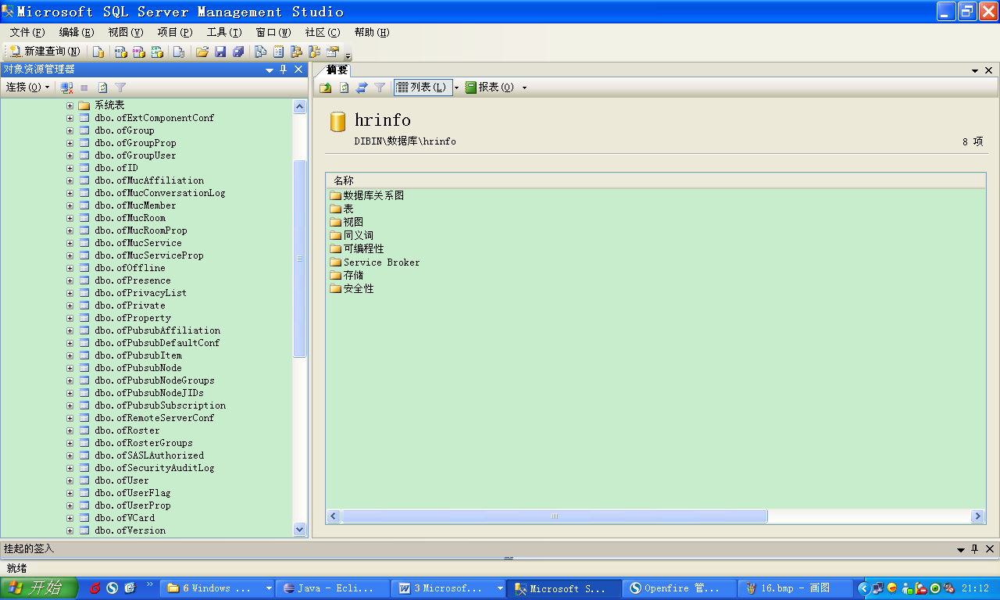 Microsoft SQL Server Management Studio
文件(F) 编辑(E) 视图(V) 项目(P) 工具(T) 窗口(W) 社区(C) 帮助(H)
新建查询(N)
对象资源管理器
连接(O)
系统表
dbo.ofExtComponentConf
dbo.ofGroup
dbo.ofGroupProp
dbo.ofGroupUser
dbo.ofID
dbo.ofMucAffiliation
dbo.ofMucConversationLog
dbo.ofMucMember
dbo.ofMucRoom
dbo.ofMucRoomProp
dbo.ofMucService
dbo.ofMucServiceProp
dbo.ofOffline
dbo.ofPresence
dbo.ofPrivacyList
dbo.ofPrivate
dbo.ofProperty
dbo.ofPubsubAffiliation
dbo.ofPubsubDefaultConf
dbo.ofPubsubItem
dbo.ofPubsubNode
dbo.ofPubsubNodeGroups
dbo.ofPubsubNodeJIDs
dbo.ofPubsubSubscription
dbo.ofRemoteServerConf
dbo.ofRoster
dbo.ofRosterGroups
dbo.ofSASLAuthorized
dbo.ofSecurityAuditLog
dbo.ofUser
dbo.ofUserFlag
dbo.ofUserProp
dbo.ofVCard
dbo.ofVersion
摘要
列表(L) 报表(O)
hrinfo
DIBIN\数据库\hrinfo 8 项
名称
数据库关系图
表
视图
同义词
可编程性
Service Broker
存储
安全性
挂起的签入
就绪
开始 6 Windows ... Java - Ecli... 3 Microsof... Microsoft S... Openfire 管... 16.bmp - 画图 21:12